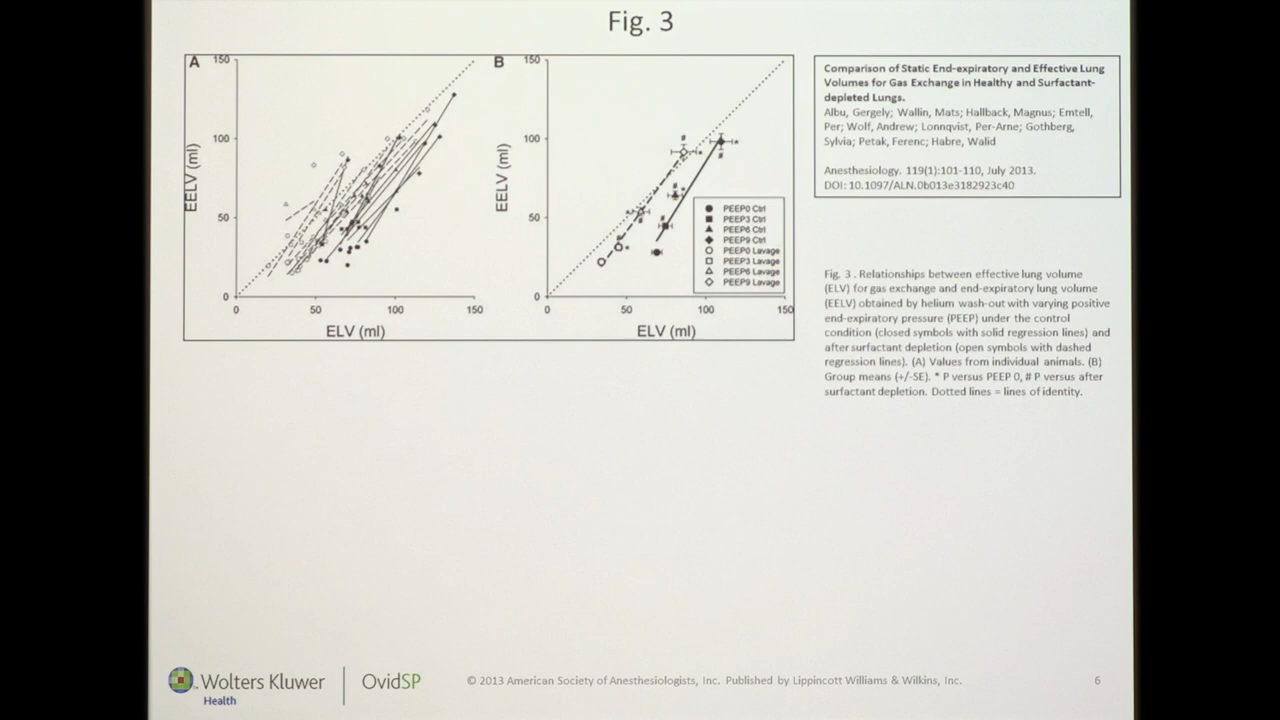 Fig. 3
A
150
100
50
0
0
50
100
150
EELV (ml)
ELV (ml)
B
150
100
50
0
0
50
100
150
EELV (ml)
ELV (ml)
PEEP0 Ctrl
PEEP3 Ctrl
PEEP6 Ctrl
PEEP9 Ctrl
PEEP0 Lavage
PEEP3 Lavage
PEEP6 Lavage
PEEP9 Lavage
Comparison of Static End-expiratory and Effective Lung
Volumes for Gas Exchange in Healthy and Surfactant-
depleted Lungs.
Albu, Gergely; Wallin, Mats; Hallback, Magnus; Emtell,
Per; Wolf, Andrew; Lonnqvist, Per-Arne; Gothberg,
Sylvia; Petak, Ferenc; Habre, Walid
Anesthesiology. 119(1):101-110, July 2013.
DOI: 10.1097/ALN.0b013e3182923c40
Fig. 3 . Relationships between effective lung volume
(ELV) for gas exchange and end-expiratory lung volume
(EELV) obtained by helium wash-out with varying positive
end-expiratory pressure (PEEP) under the control
condition (closed symbols with solid regression lines) and
after surfactant depletion (open symbols with dashed
regression lines). (A) Values from individual animals. (B)
Group means (+/-SE). * P versus PEEP 0, # P versus after
surfactant depletion. Dotted lines = lines of identity.
Wolters Kluwer
Health
OvidSP
© 2013 American Society of Anesthesiologists, Inc. Published by Lippincott Williams & Wilkins, Inc.
6